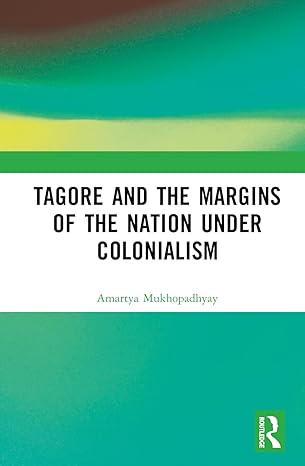 TAGORE AND THE MARGINS
OF THE NATION UNDER
COLONIALISM
Amartya Mukhopadhyay
ROUTLEDGE